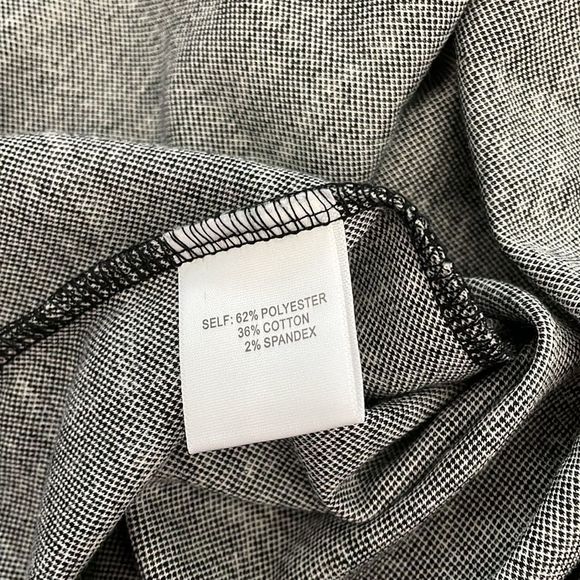 SELF: 62% POLYESTER
36% COTTON
2% SPANDEX